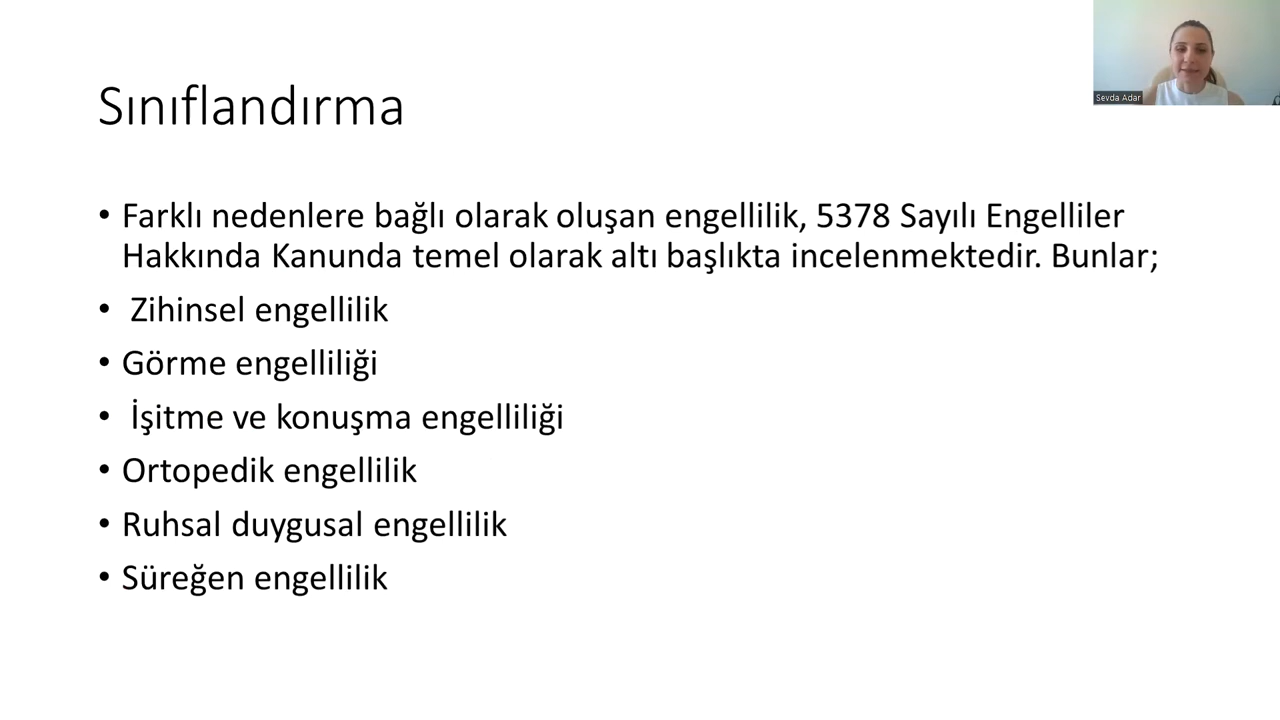 Sınıflandırma
Sevda Adar
• Farklı nedenlere bağlı olarak oluşan engellilik, 5378 Sayılı Engelliler
Hakkında Kanunda temel olarak altı başlıkta incelenmektedir. Bunlar;
• Zihinsel engellilik
• Görme engelliliği
• İşitme ve konuşma engelliliği
• Ortopedik engellilik
• Ruhsal duygusal engellilik
• Süreğen engellilik